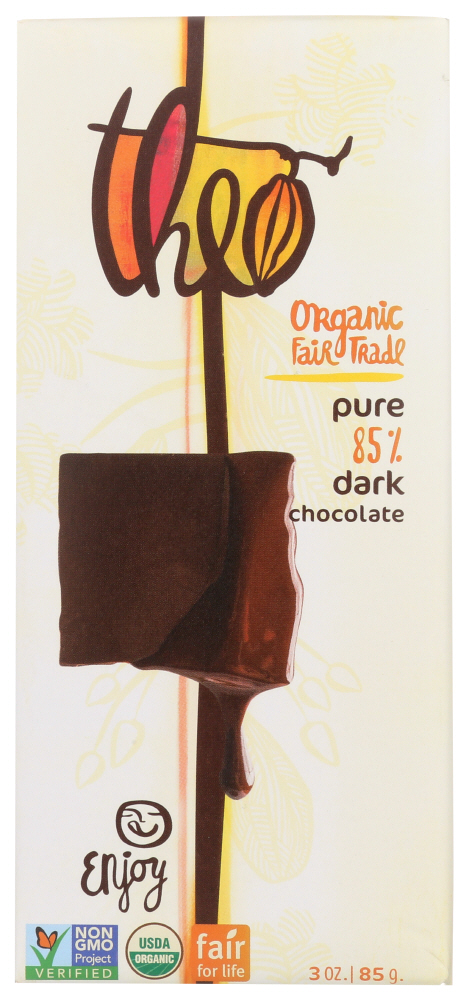 theo
Organic
Fair Trade
pure
85%
dark
chocolate
Enjoy
NON
GMO
Project
VERIFIED
USDA
ORGANIC
fair
for life
3 OZ. | 85 g.